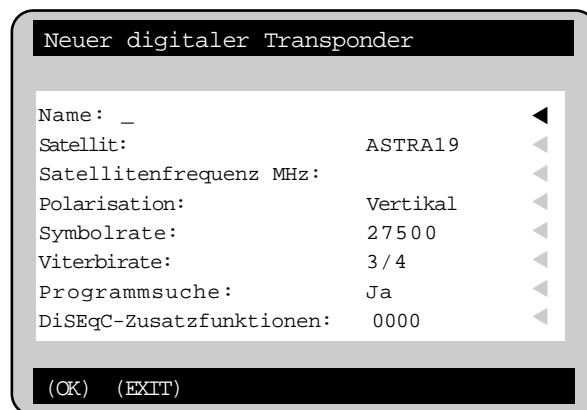 Neuer digitaler Transponder
Name: _
Satellit: ASTRA19
Satellitenfrequenz MHz:
Polarisation: Vertikal
Symbolrate: 27500
Viterbirate: 3/4
Programmsuche: Ja
DiSEqC-Zusatzfunktionen: 0000
(OK) (EXIT)